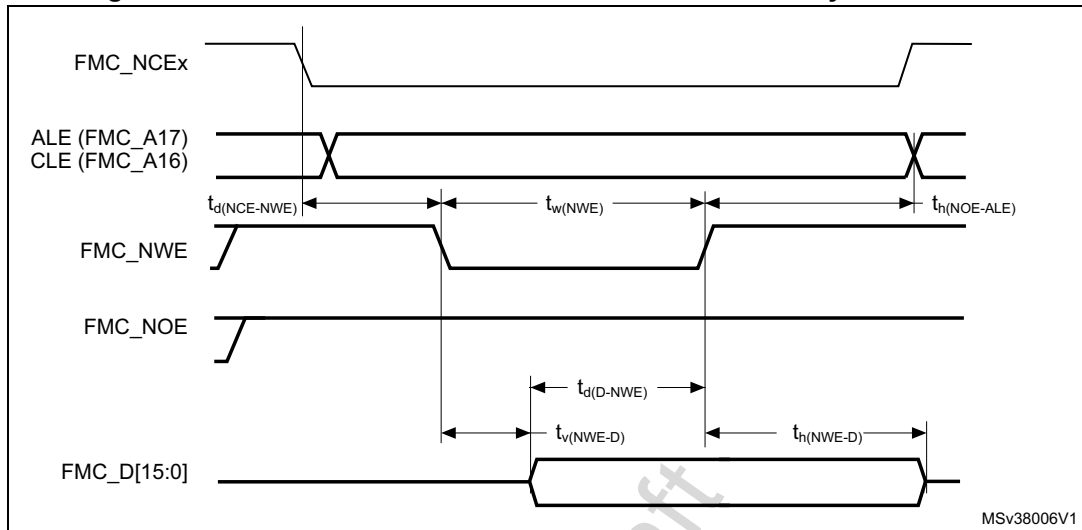 FMC_NCEx
ALE (FMC_A17)
CLE (FMC_A16)
td(NCE-NWE)
tw(NWE)
th(NOE-ALE)
FMC_NWE
FMC_NOE
td(D-NWE)
tv(NWE-D)
th(NWE-D)
FMC_D[15:0]
MSv38006V1